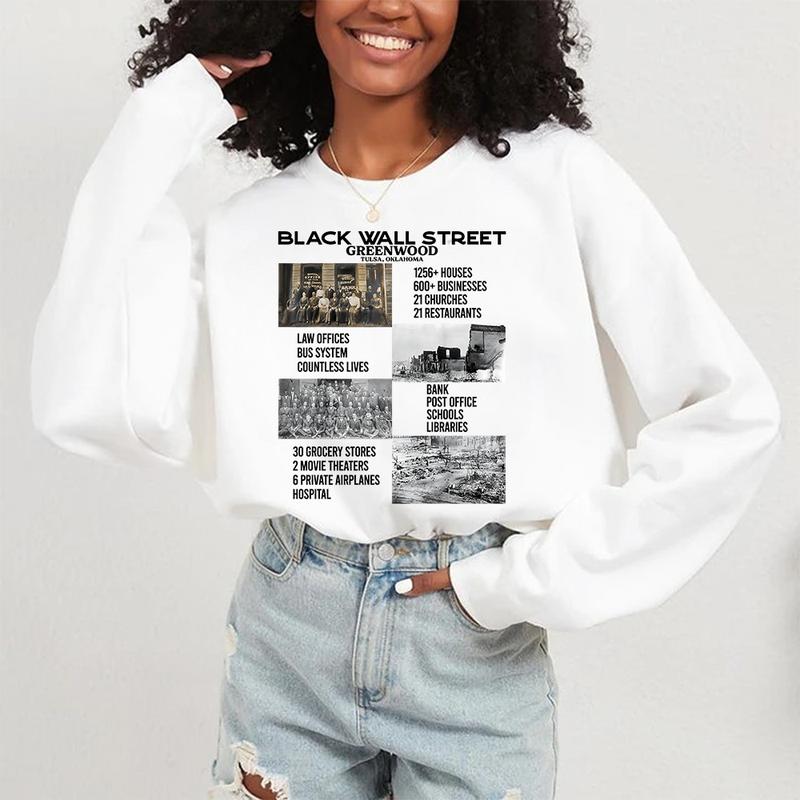 BLACK WALL STREET
GREENWOOD
TULSA, OKLAHOMA
1256+ HOUSES
600+ BUSINESSES
21 CHURCHES
21 RESTAURANTS
LAW OFFICES
BUS SYSTEM
COUNTLESS LIVES
BANK
POST OFFICE
SCHOOLS
LIBRARIES
30 GROCERY STORES
2 MOVIE THEATERS
6 PRIVATE AIRPLANES
HOSPITAL